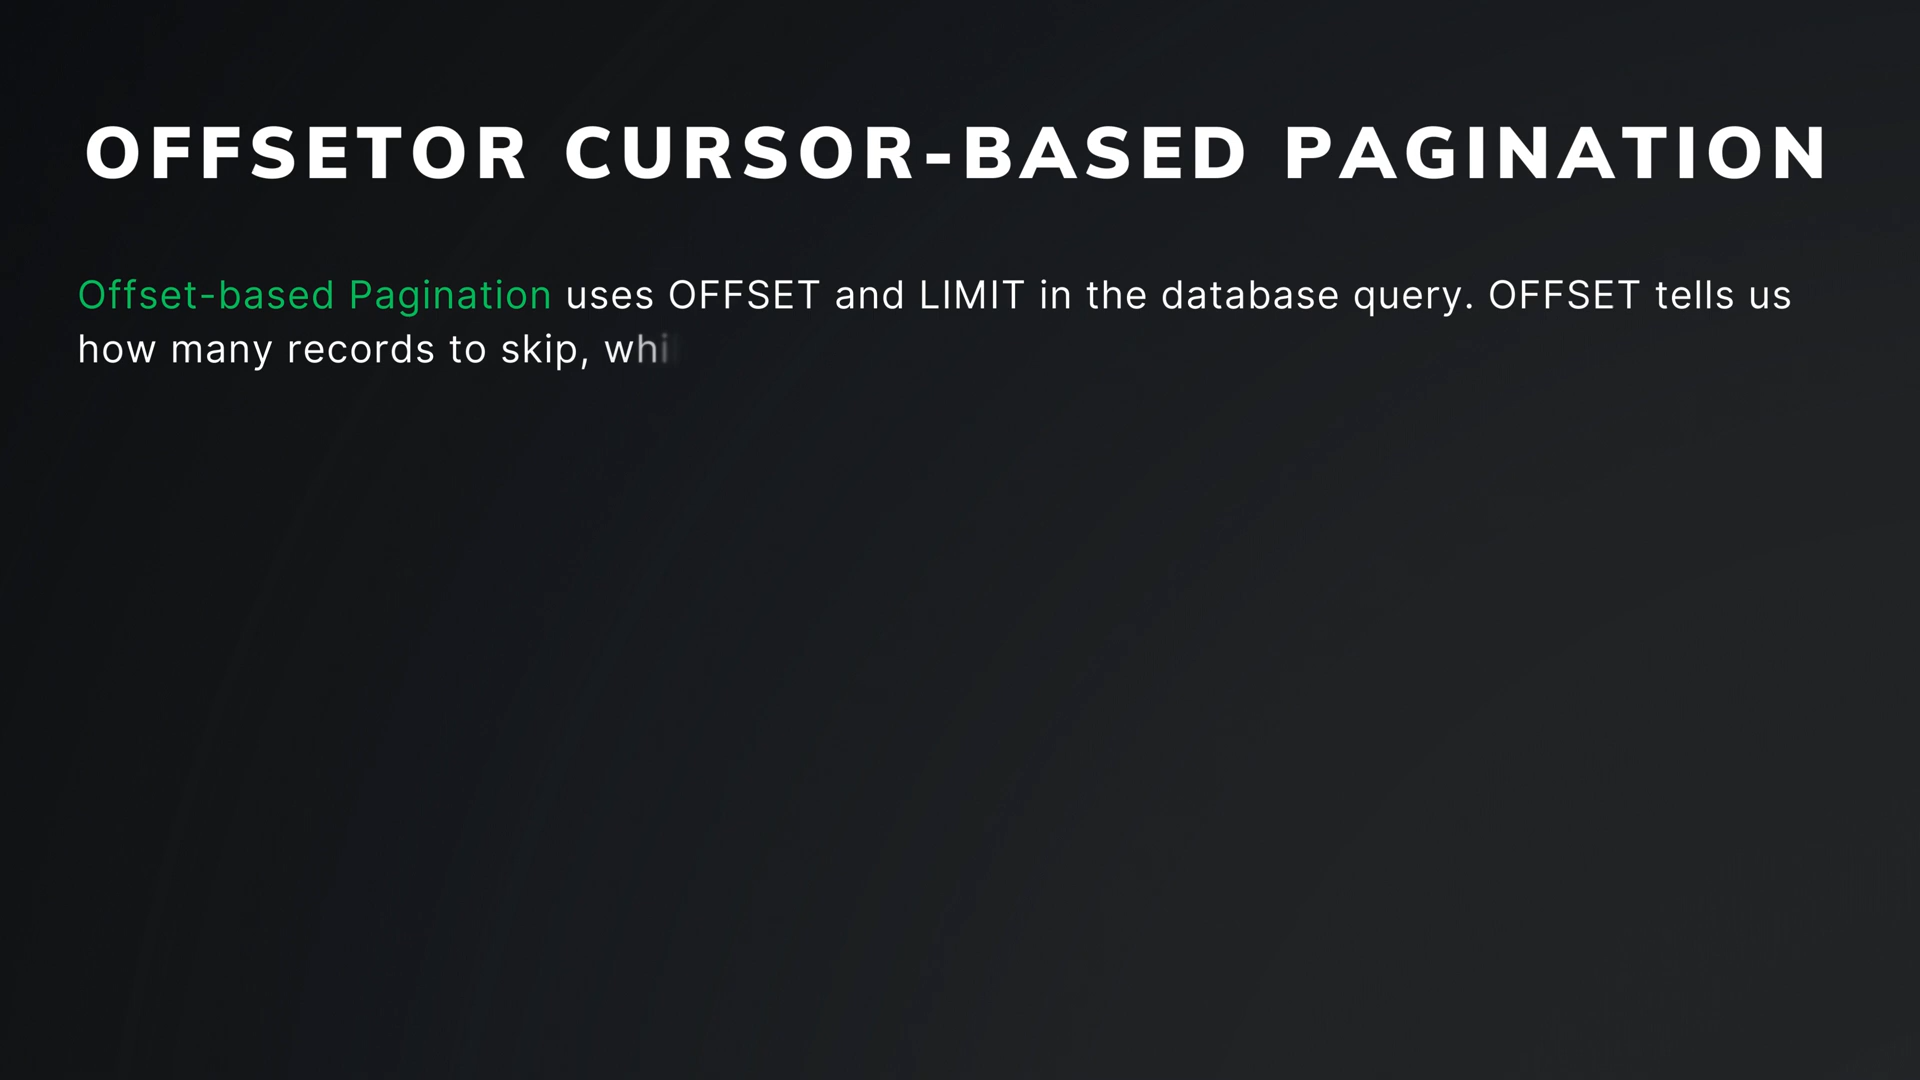 OFFSETOR CURSOR-BASED PAGINATION
Offset-based Pagination uses OFFSET and LIMIT in the database query. OFFSET tells us
how many records to skip, whi